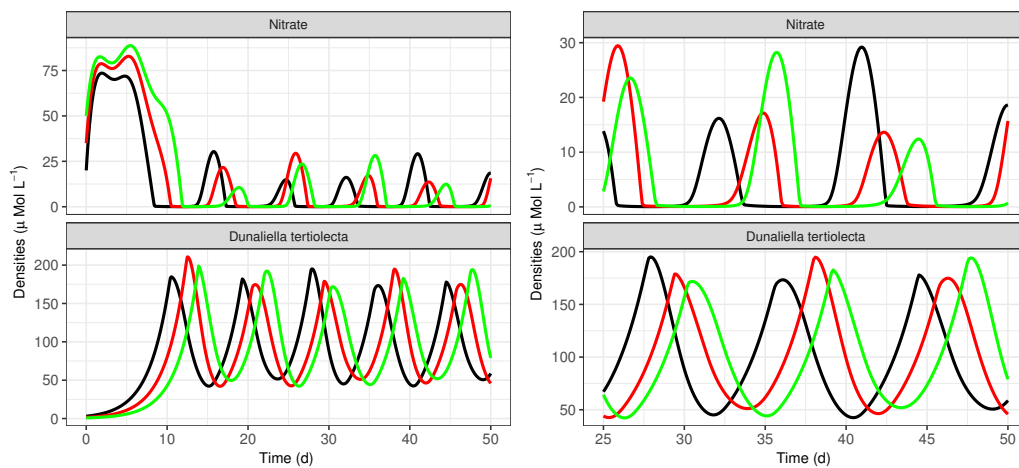 Nitrate
75
50
25
0
Dunaliella tertiolecta
200
150
100
50
0
0 10 20 30 40 50
Time (d)
Densities (μ Mol L⁻¹)
Nitrate
30
20
10
0
Dunaliella tertiolecta
200
150
100
50
25 30 35 40 45 50
Time (d)
Densities (μ Mol L⁻¹)